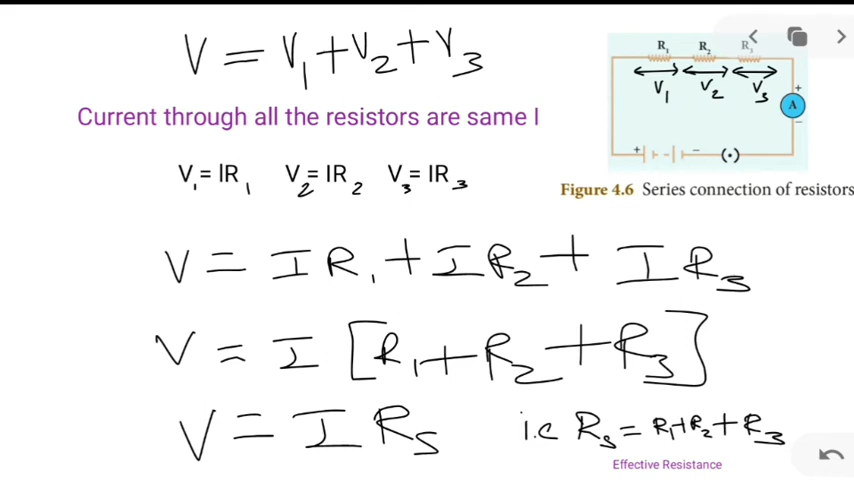 V = V₁ + V₂ + V₃
R₁ R₂ R₃
V₁ V₂ V₃
+
A
−
+ −
Current through all the resistors are same I
V₁ = IR₁ V₂ = IR₂ V₃ = IR₃
Figure 4.6 Series connection of resistors
V = IR₁ + IR₂ + IR₃
V = I [R₁ + R₂ + R₃]
V = I Rₛ i.e Rₛ = R₁ + R₂ + R₃
Effective Resistance